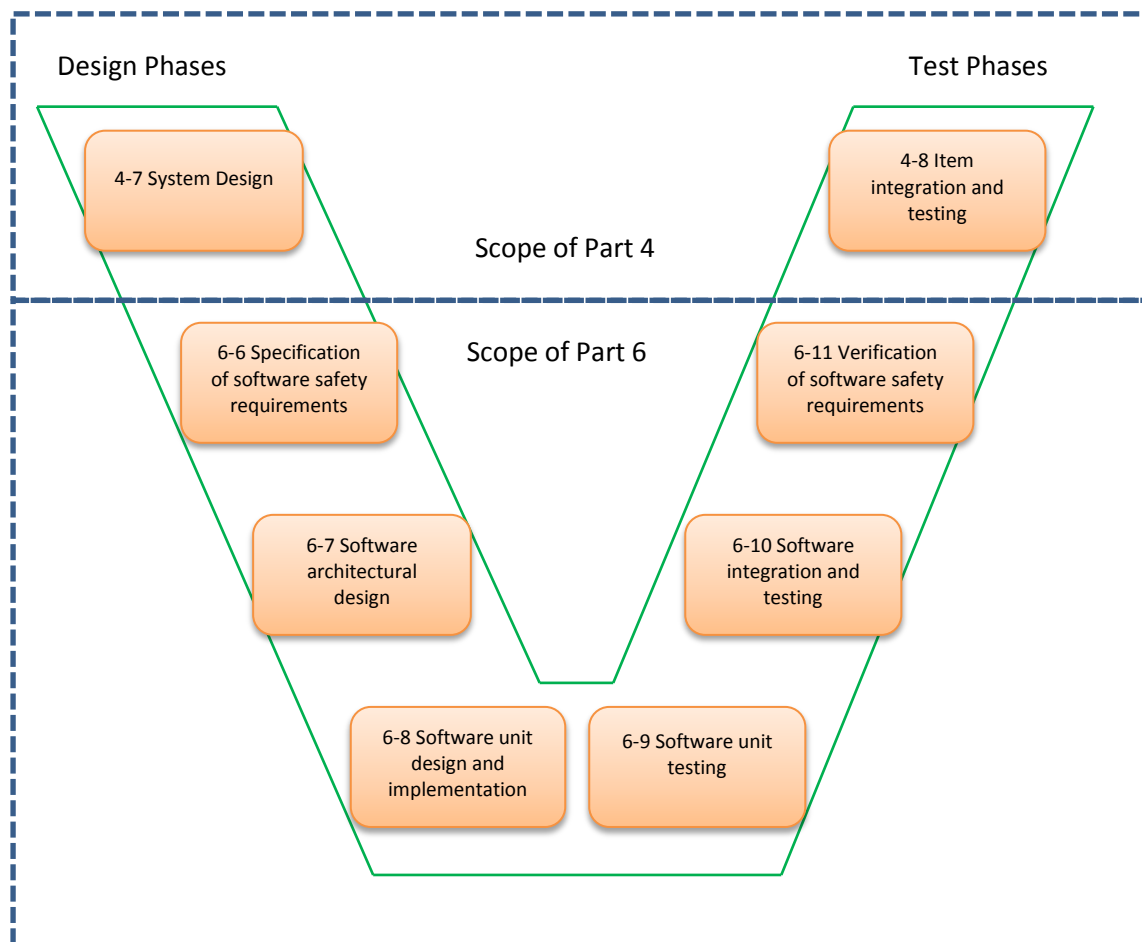 Design Phases
Test Phases
4-7 System Design
4-8 Item
integration and
testing
Scope of Part 4
Scope of Part 6
6-6 Specification
of software safety
requirements
6-11 Verification
of software safety
requirements
6-7 Software
architectural
design
6-10 Software
integration and
testing
6-8 Software unit
design and
implementation
6-9 Software unit
testing